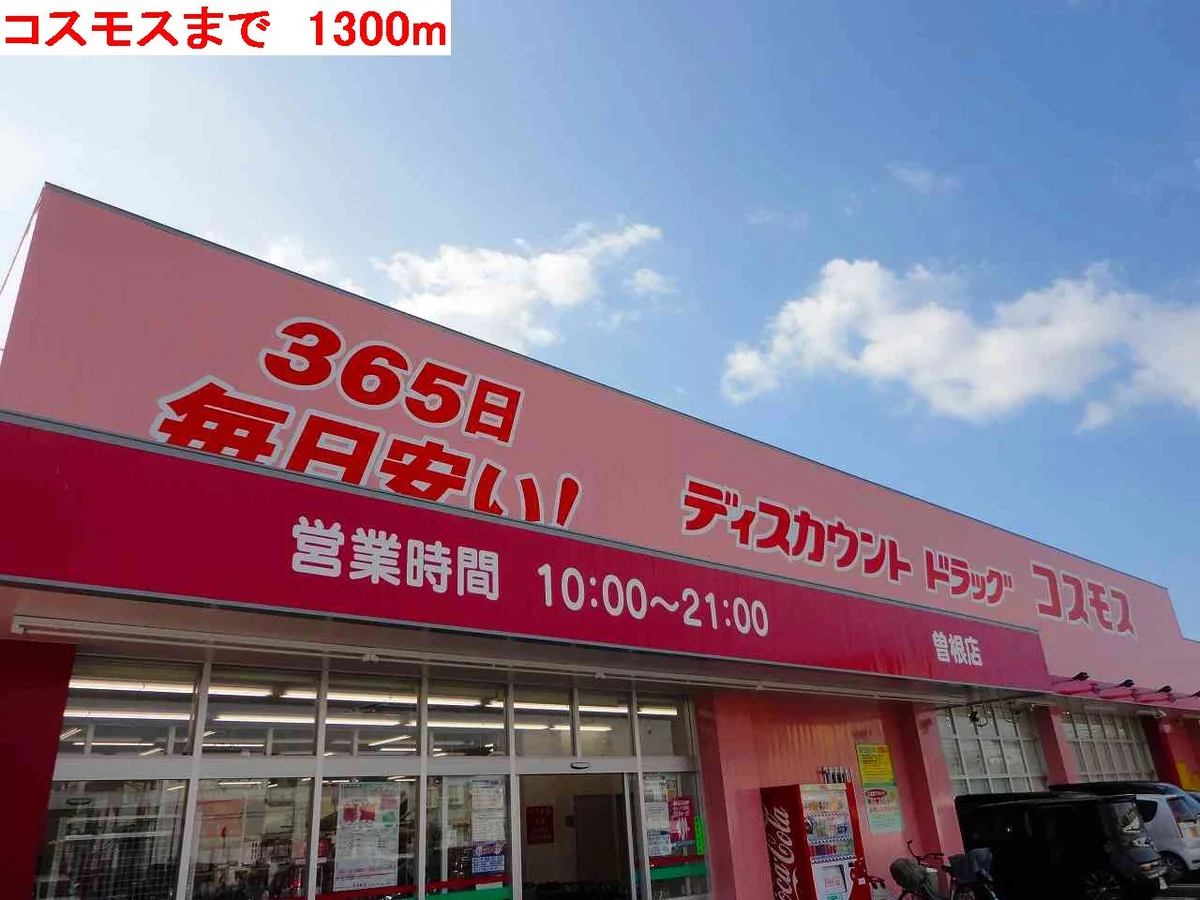 コスモスまで 1300m
365日
毎日安い!
ディスカウント ドラッグ コスモス
営業時間 10:00～21:00
曽根店
Coca-Cola